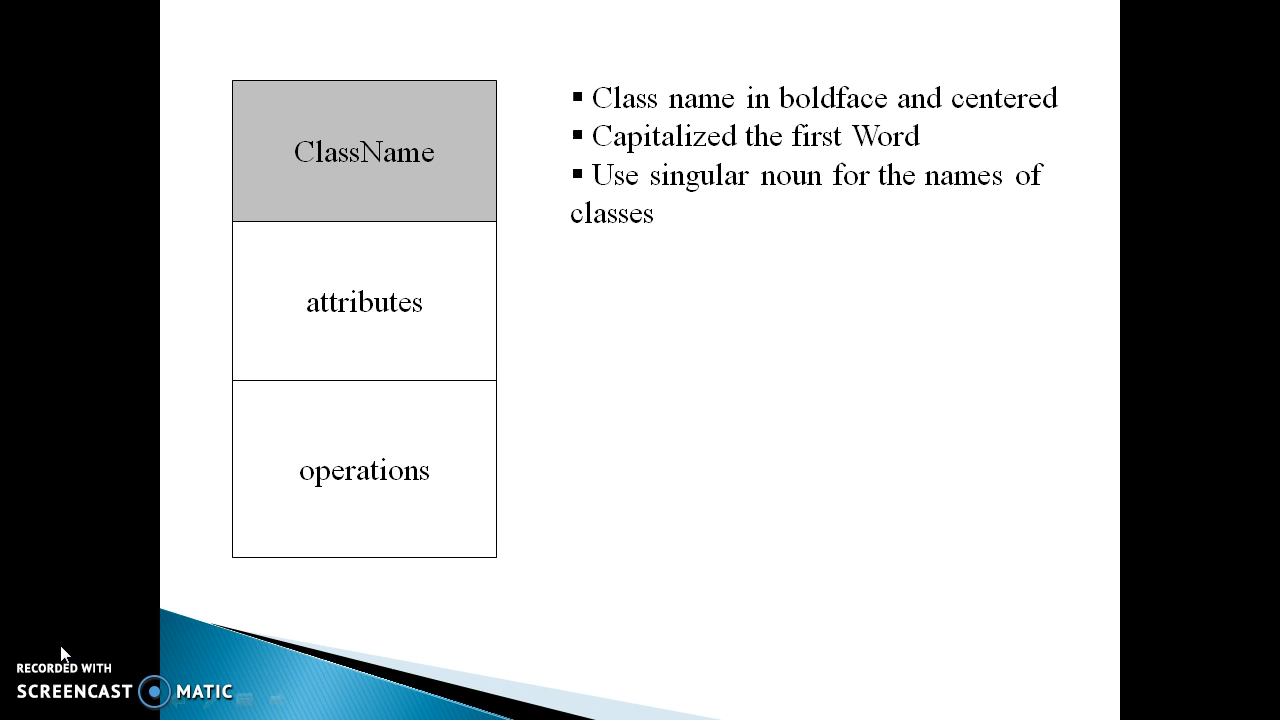 ClassName
attributes
operations
▪ Class name in boldface and centered
▪ Capitalized the first Word
▪ Use singular noun for the names of
classes
RECORDED WITH
SCREENCAST MATIC